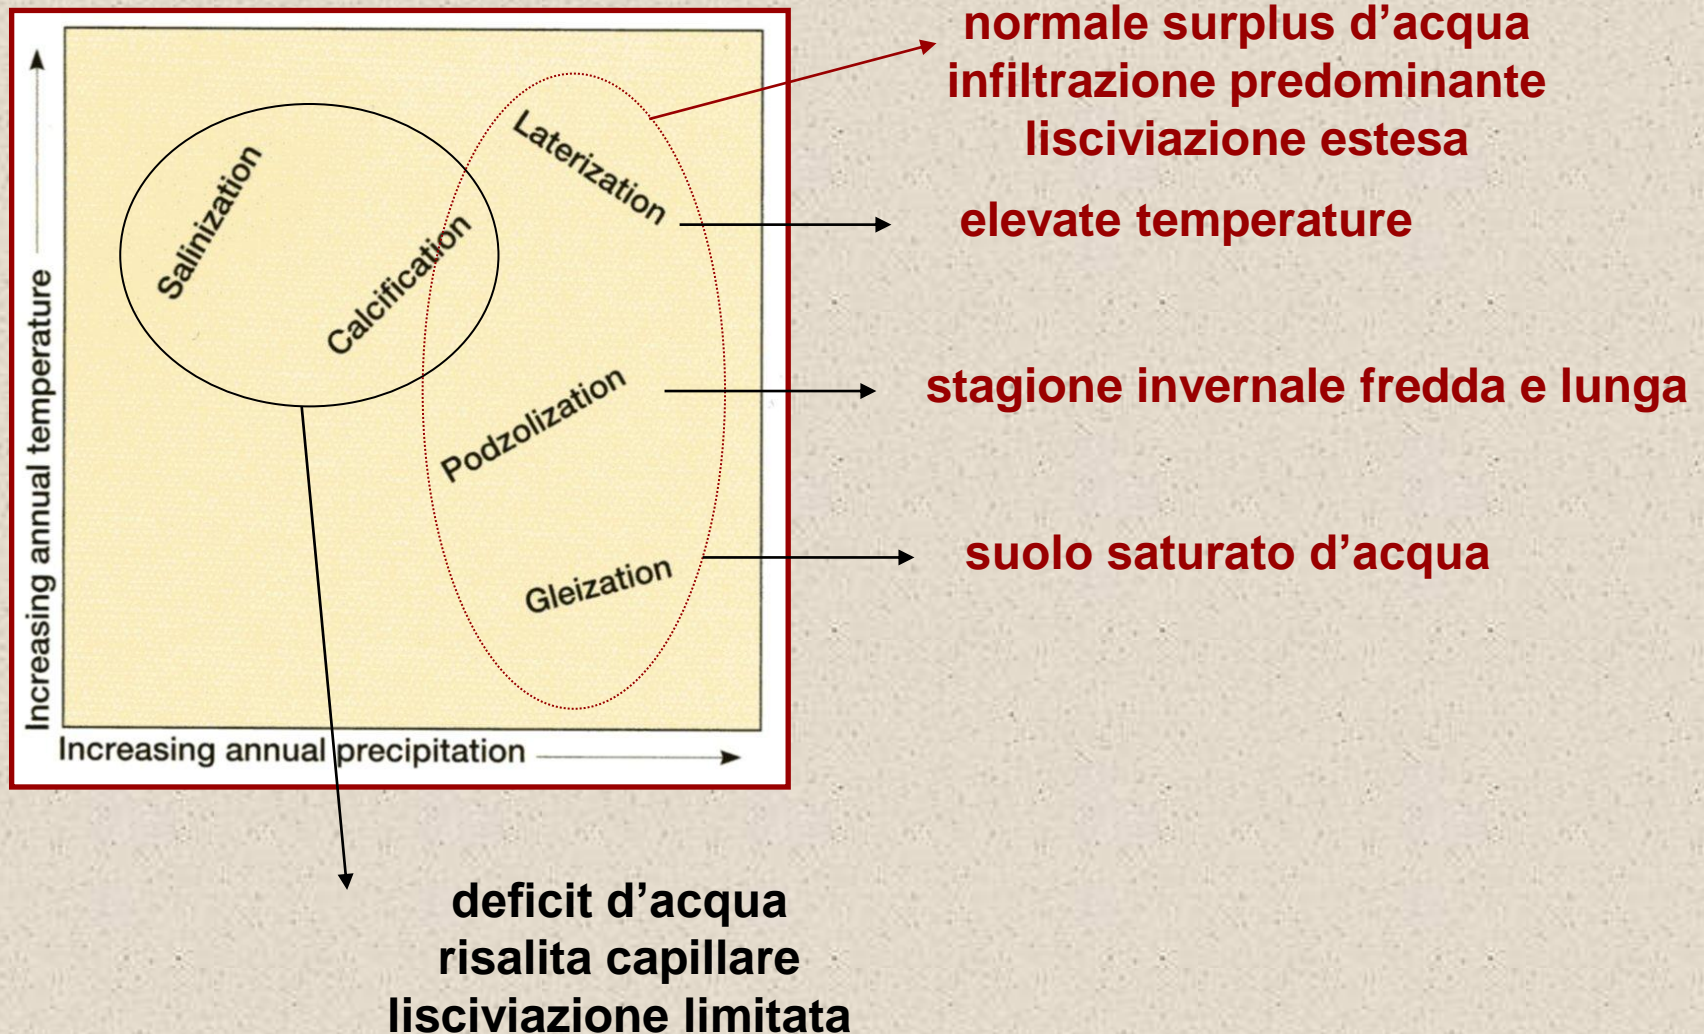 normale surplus d’acqua
infiltrazione predominante
lisciviazione estesa
Laterization
Salinization
elevate temperature
Calcification
Podzolization
stagione invernale fredda e lunga
Gleization
suolo saturato d’acqua
Increasing annual temperature
Increasing annual precipitation
deficit d’acqua
risalita capillare
lisciviazione limitata